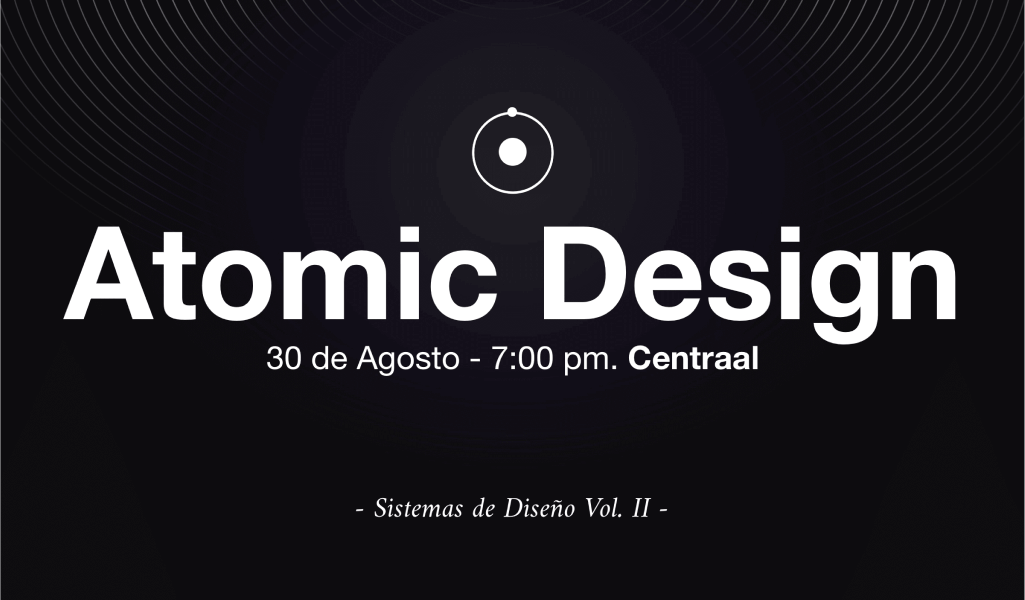 Atomic Design
30 de Agosto - 7:00 pm. Centraal
- Sistemas de Diseño Vol. II -